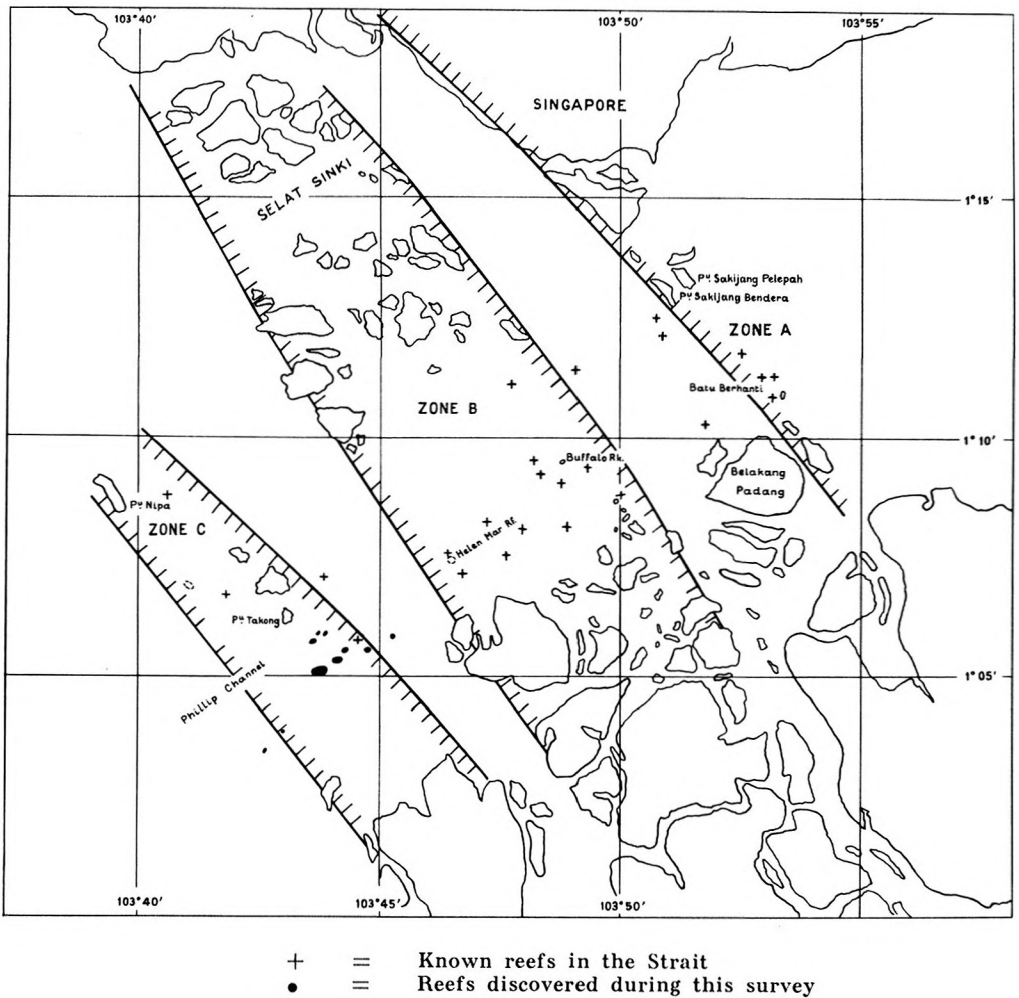 103°40'
103°50'
103°55'
SINGAPORE
SELAT SINKI
1°15'
Pᵘ Sakijang Pelepah
Pᵘ Sakijang Bendera
ZONE A
Batu Berhanti
ZONE B
1°10'
Buffalo Rk.
Belakang
Padang
Pᵘ Nipa
ZONE C
Helen Mar RF
Pᵘ Takong
1°05'
Phillip Channel
103°40'
103°45'
103°50'
+ = Known reefs in the Strait
• = Reefs discovered during this survey